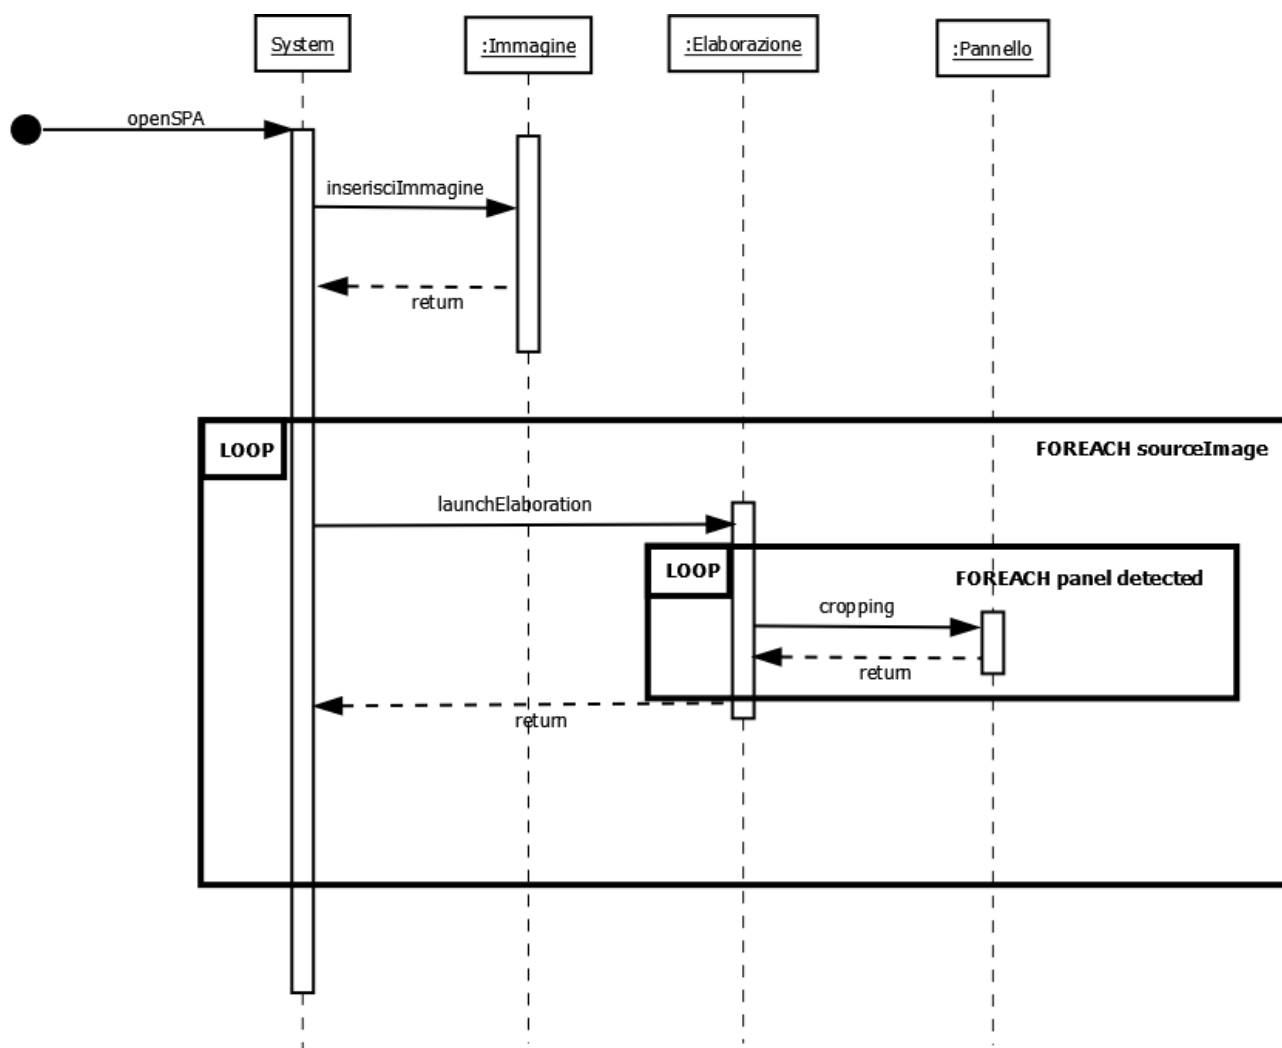 System
:Immagine
:Elaborazione
:Pannello
openSPA
inserisciImmagine
return
LOOP
FOREACH sourceImage
launchElaboration
LOOP
FOREACH panel detected
cropping
return
return